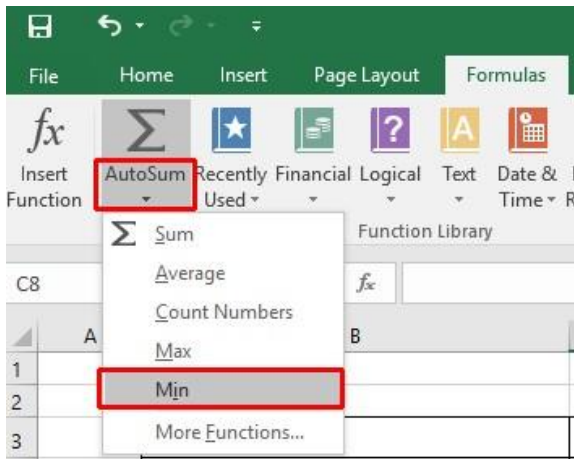 File Home Insert Page Layout Formulas
fx Σ ? A
Insert AutoSum Recently Financial Logical Text Date &
Function Used Time
Σ Sum Function Library
Average
C8 fx
Count Numbers
A B
Max
1
Min
2
More Functions...
3